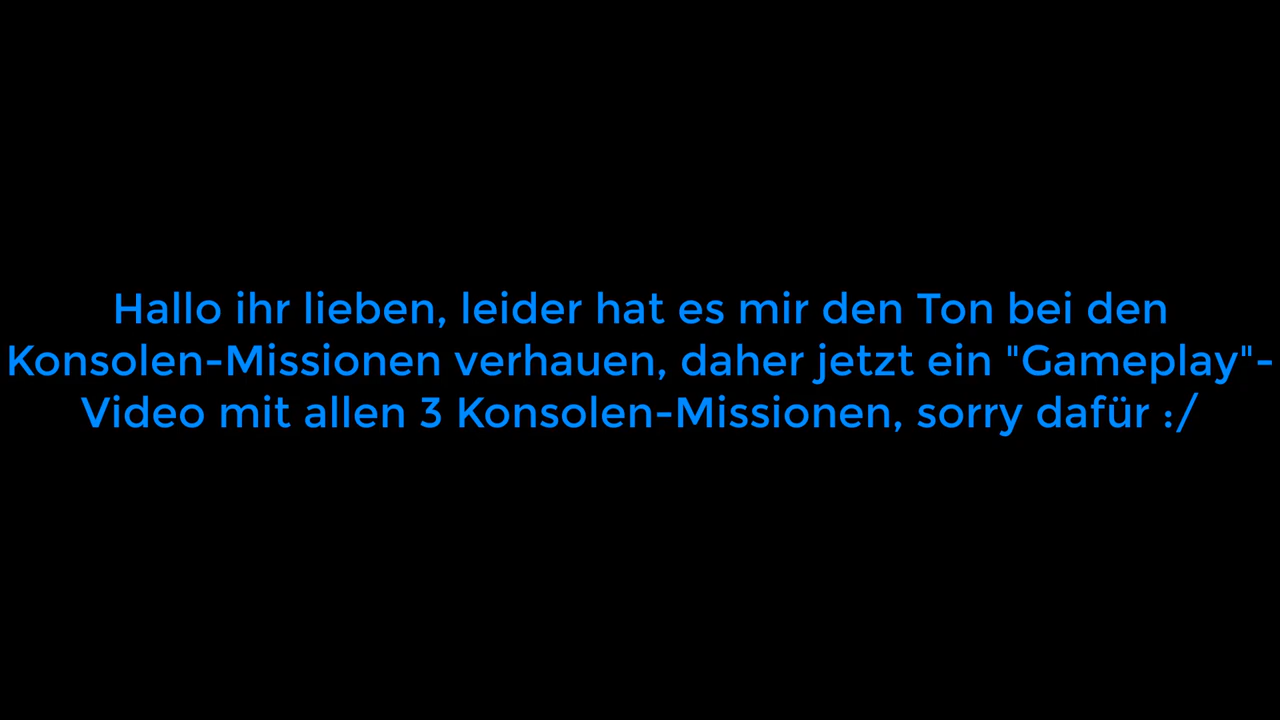 Hallo ihr lieben, leider hat es mir den Ton bei den
Konsolen-Missionen verhauen, daher jetzt ein "Gameplay"-
Video mit allen 3 Konsolen-Missionen, sorry dafür :/